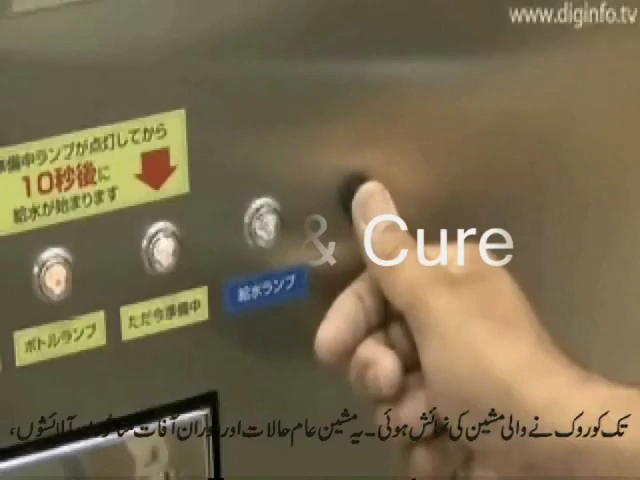 www.diginfo.tv
準備中ランプが点灯してから
10秒後に
給水が始まります
& Cure
給水ランプ
ただ今準備中
ボトルランプ
تک کو روک نے والی مشین کی نمائش ہوئی۔ یہ مشین عام حالات اور دوران آفات آلائشوں،